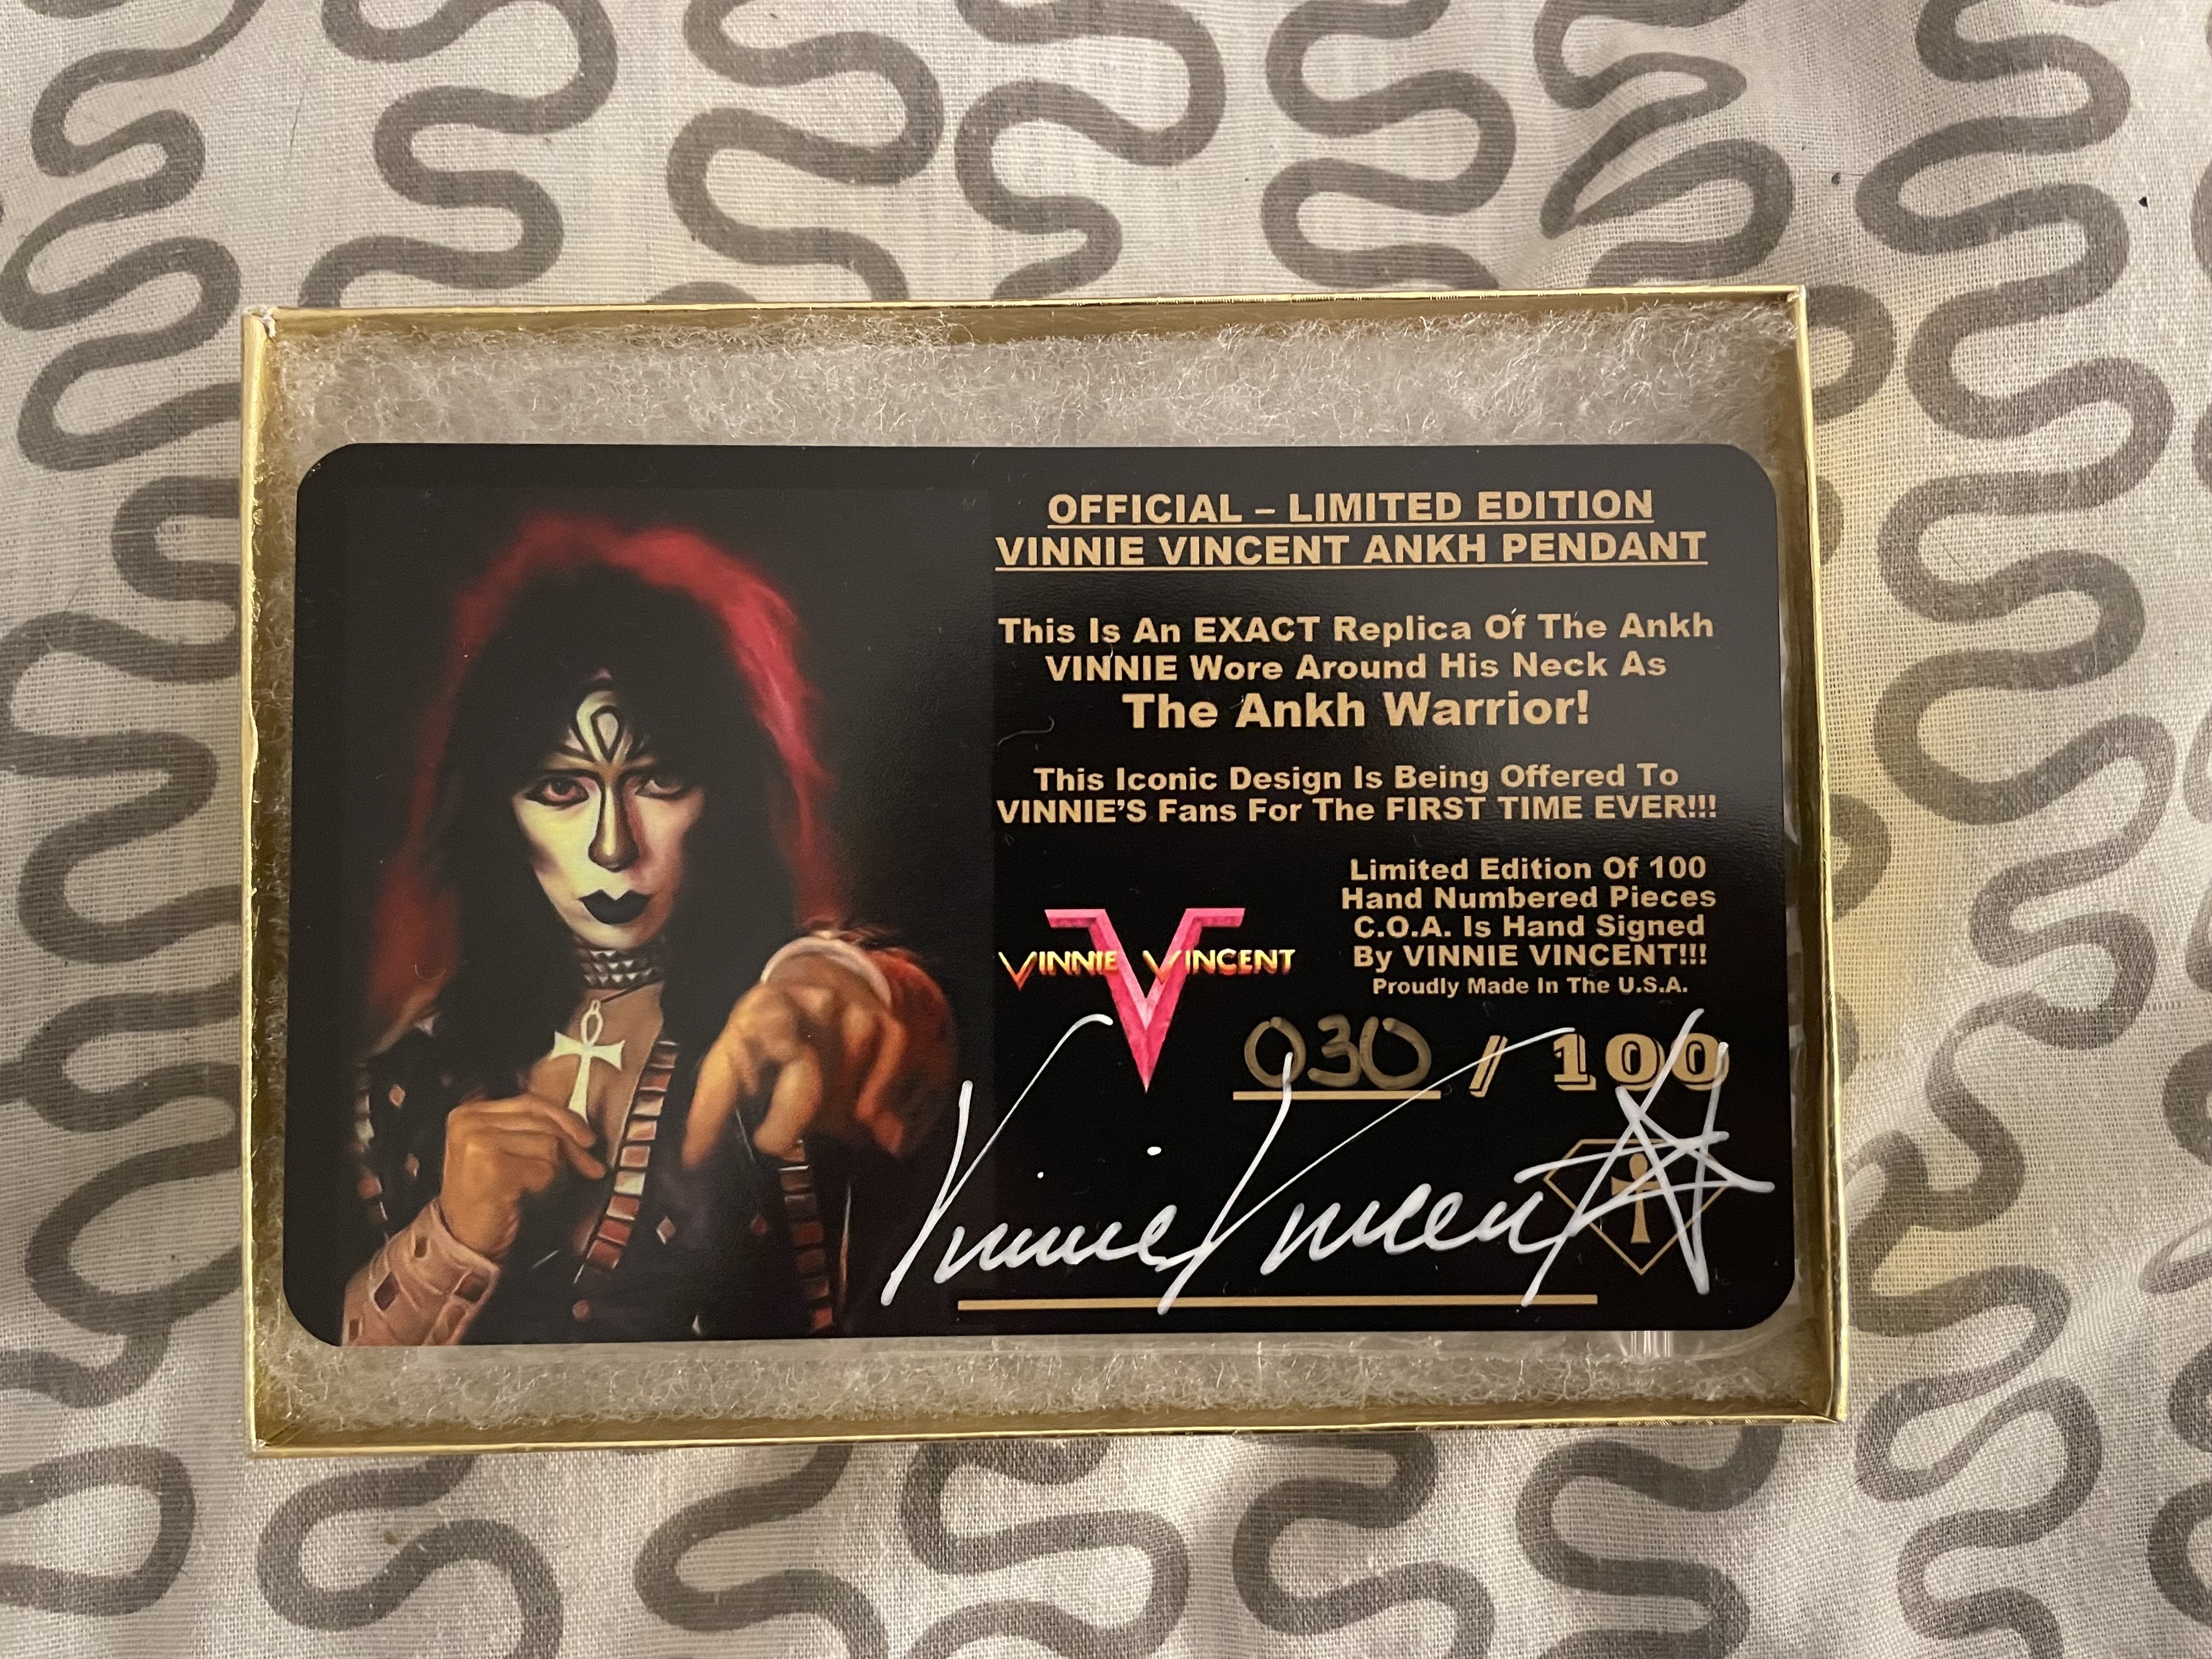 OFFICIAL – LIMITED EDITION
VINNIE VINCENT ANKH PENDANT
This Is An EXACT Replica Of The Ankh
VINNIE Wore Around His Neck As
The Ankh Warrior!
This Iconic Design Is Being Offered To
VINNIE'S Fans For The FIRST TIME EVER!!!
Limited Edition Of 100
Hand Numbered Pieces
C.O.A. Is Hand Signed
By VINNIE VINCENT!!!
Proudly Made In The U.S.A.
VINNIE VINCENT
030 / 100
Vinnie Vincent